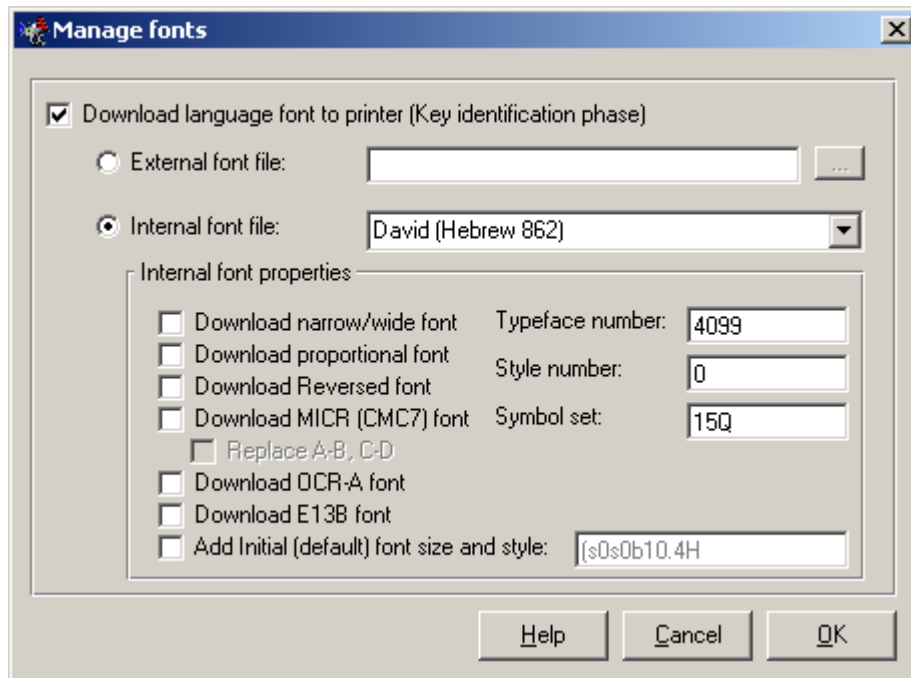 Manage fonts
Download language font to printer (Key identification phase)
External font file:
...
Internal font file:
David (Hebrew 862)
Internal font properties
Download narrow/wide font
Typeface number:
4099
Download proportional font
Style number:
0
Download Reversed font
Download MICR (CMC7) font
Symbol set:
15Q
Replace A-B, C-D
Download OCR-A font
Download E13B font
Add Initial (default) font size and style:
(s0s0b10.4H
Help
Cancel
OK